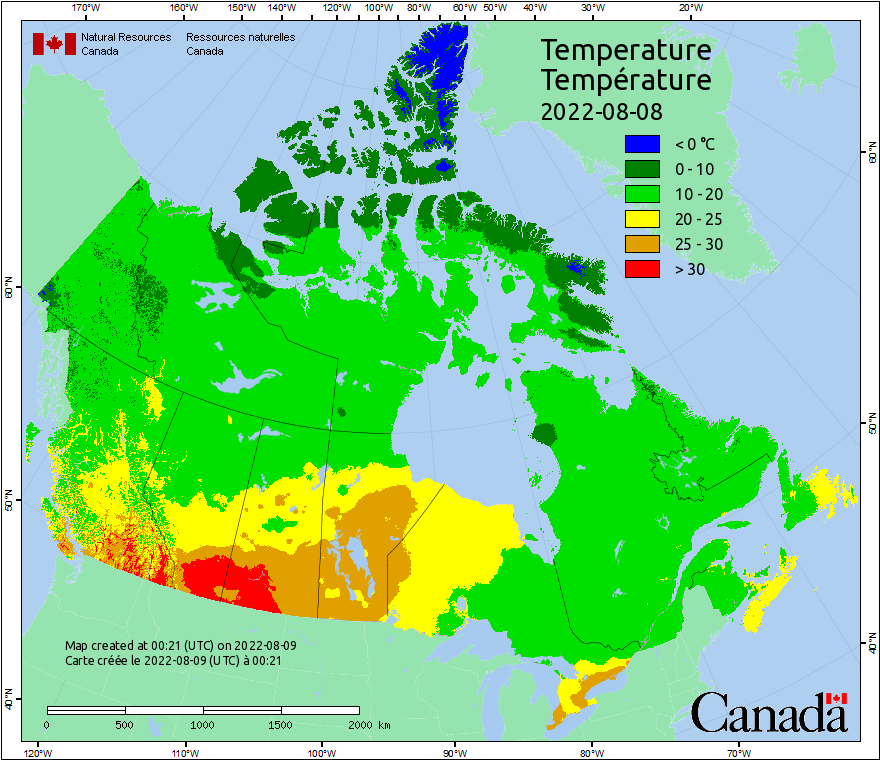 170°W 160°W 150°W 140°W 120°W 100°W 80°W 60°W 50°W 40°W 30°W 20°W
Natural Resources Ressources naturelles
Canada Canada
Temperature
Température
2022-08-08
< 0 °C
0 - 10
10 - 20
20 - 25
25 - 30
> 30
60°N
60°N
50°N
50°N
40°N
40°N
Map created at 00:21 (UTC) on 2022-08-09
Carte créée le 2022-08-09 (UTC) à 00:21
0 500 1000 1500 2000 km
Canada
120°W 110°W 100°W 90°W 80°W 70°W